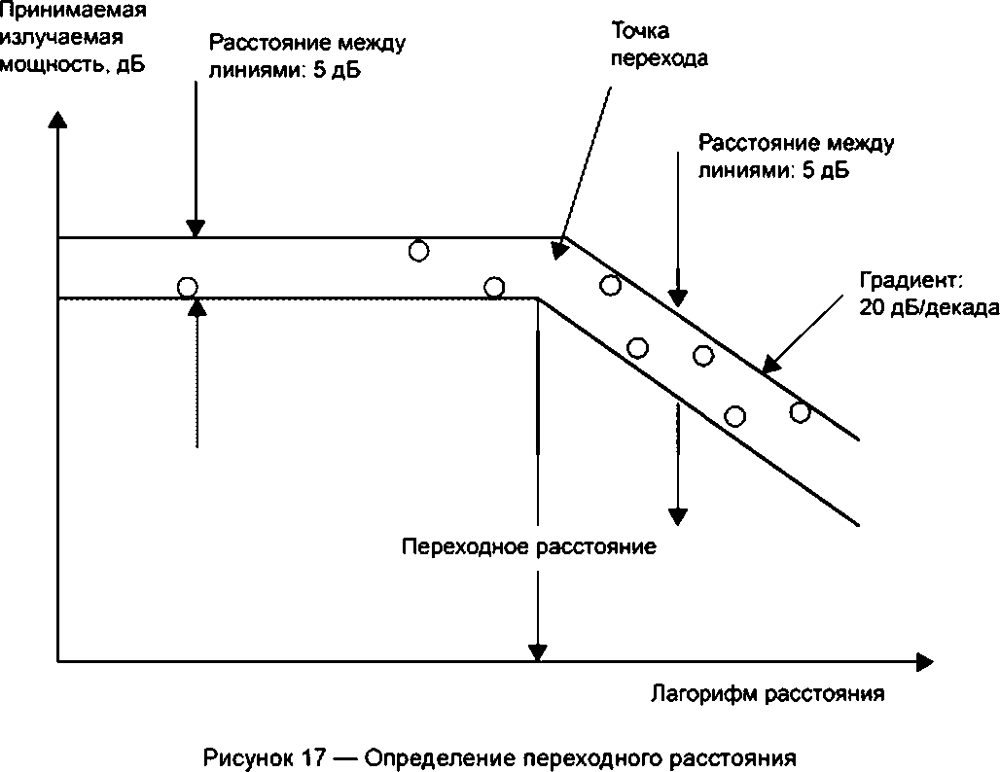 Принимаемая
излучаемая
мощность, дБ
Расстояние между
линиями: 5 дБ
Точка
перехода
Расстояние между
линиями: 5 дБ
Градиент:
20 дБ/декада
Переходное расстояние
Лагорифм расстояния
Рисунок 17 — Определение переходного расстояния